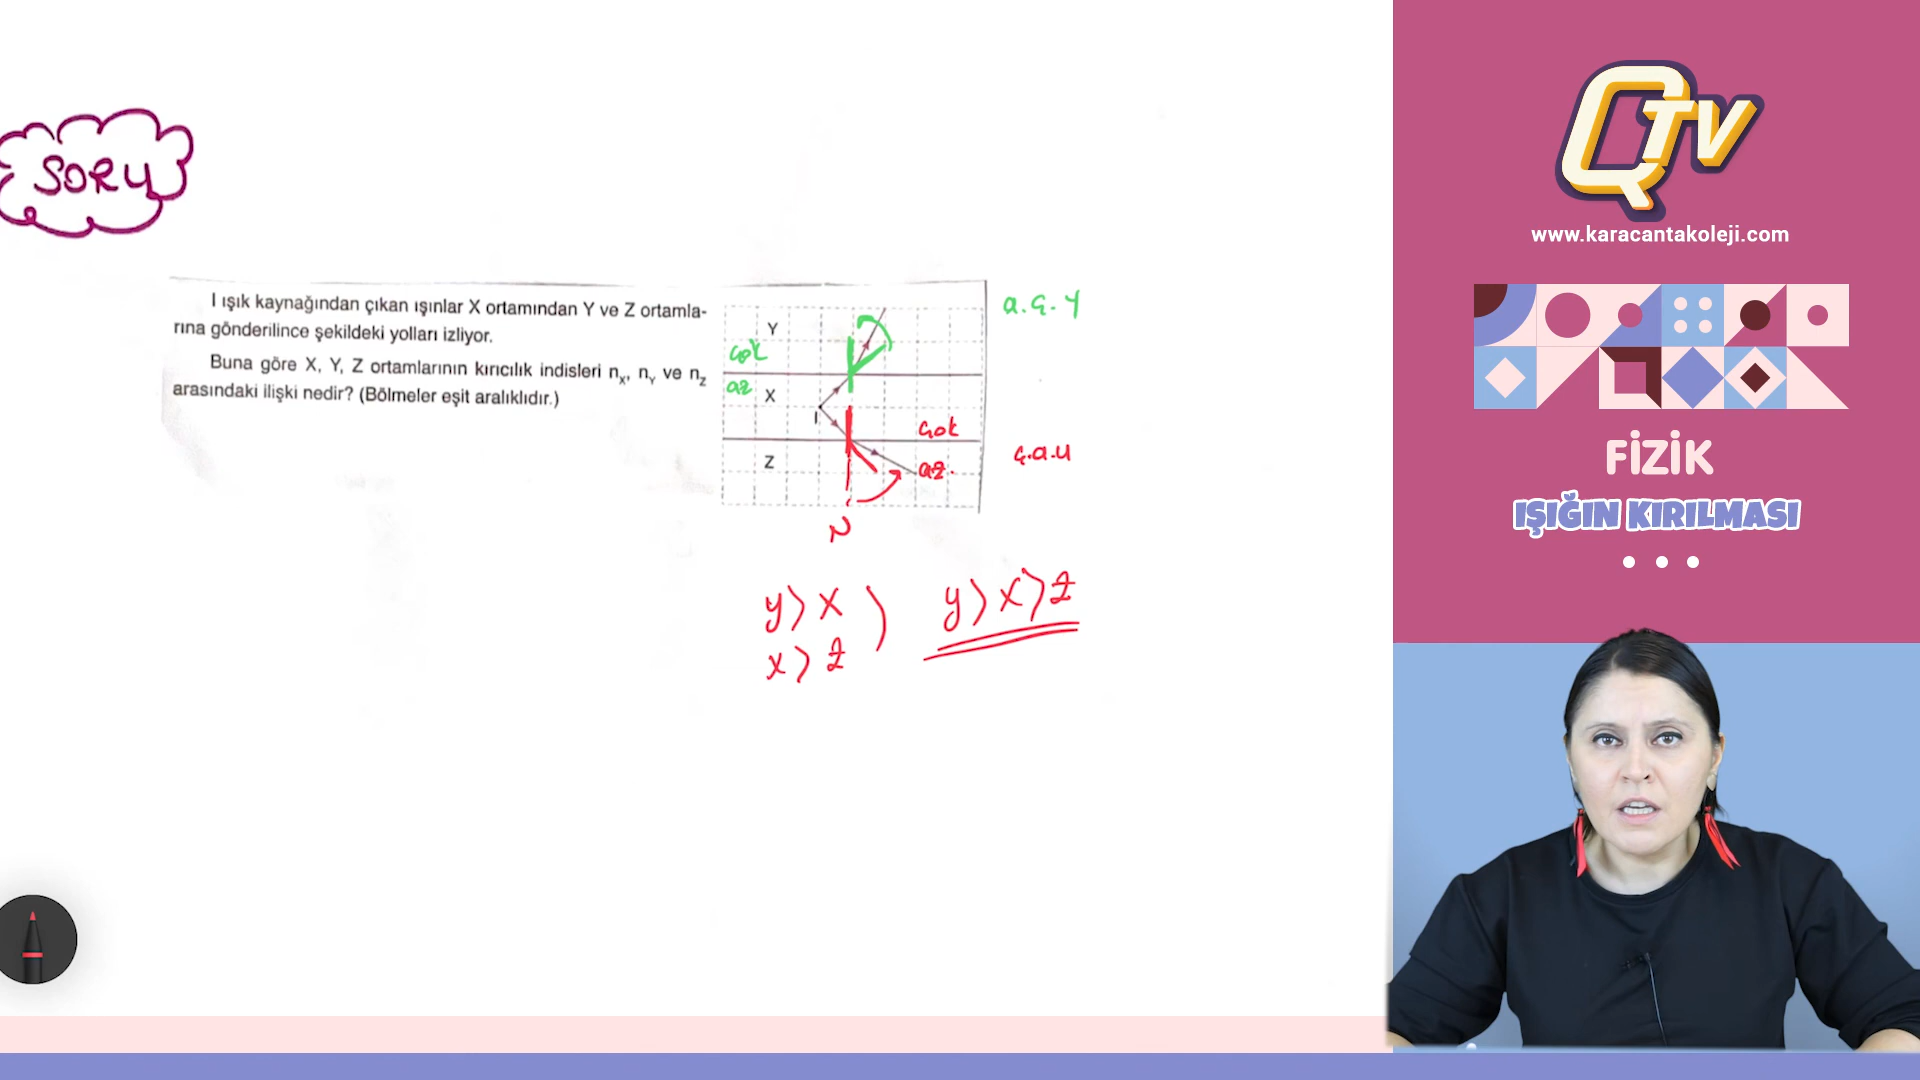 SORU
I ışık kaynağından çıkan ışınlar X ortamından Y ve Z ortamla-
rına gönderilince şekildeki yolları izliyor.
Buna göre X, Y, Z ortamlarının kırıcılık indisleri nx, nY ve nz
arasındaki ilişki nedir? (Bölmeler eşit aralıklıdır.)
Y
çok
az
X
I
çok
Z
az.
N
a.ç.y
ç.a.u
y>x
x>z
y>x>z
QTV
www.karacantakoleji.com
FİZİK
IŞIĞIN KIRILMASI